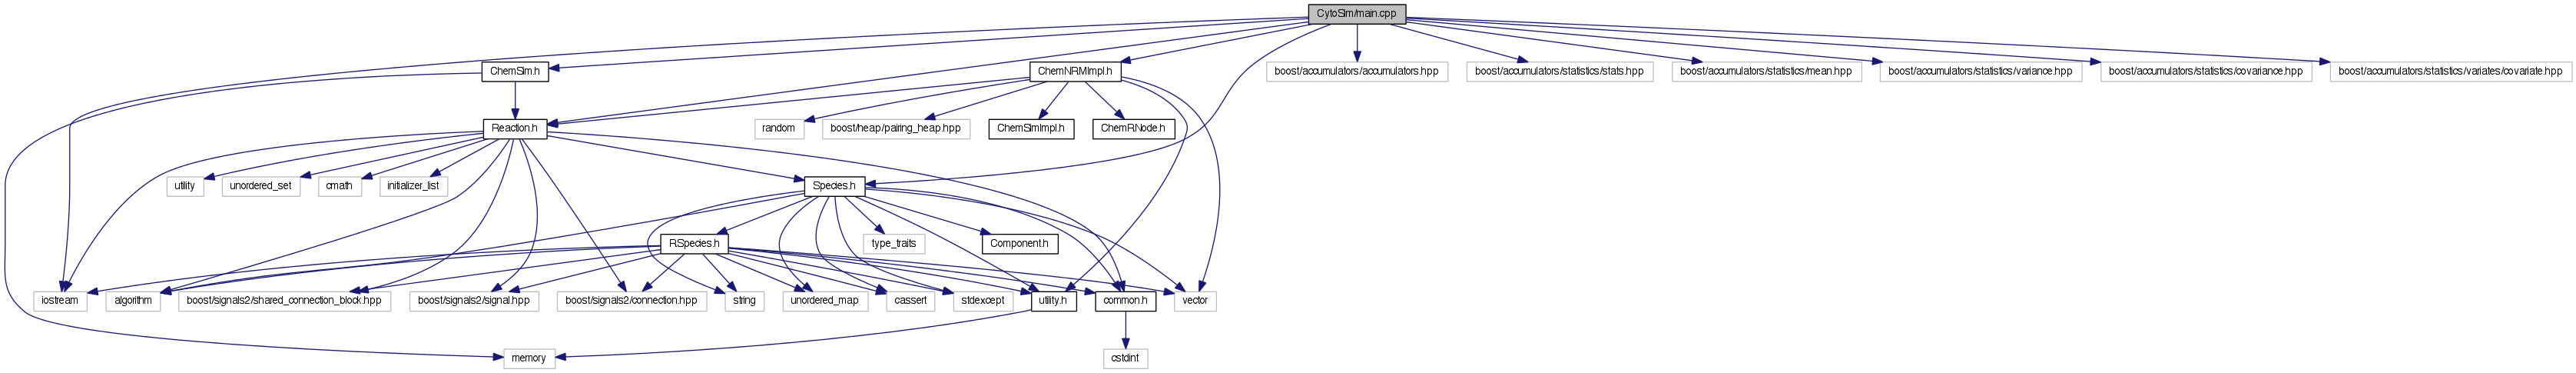 CytoSim/main.cpp
ChemSim.h
ChemNRMImpl.h
boost/accumulators/accumulators.hpp
boost/accumulators/statistics/stats.hpp
boost/accumulators/statistics/mean.hpp
boost/accumulators/statistics/variance.hpp
boost/accumulators/statistics/covariance.hpp
boost/accumulators/statistics/variates/covariate.hpp
Reaction.h
random
boost/heap/pairing_heap.hpp
ChemSimImpl.h
ChemRNode.h
utility
unordered_set
cmath
initializer_list
Species.h
RSpecies.h
type_traits
Component.h
iostream
algorithm
boost/signals2/shared_connection_block.hpp
boost/signals2/signal.hpp
boost/signals2/connection.hpp
string
unordered_map
cassert
stdexcept
utility.h
common.h
vector
memory
cstdint